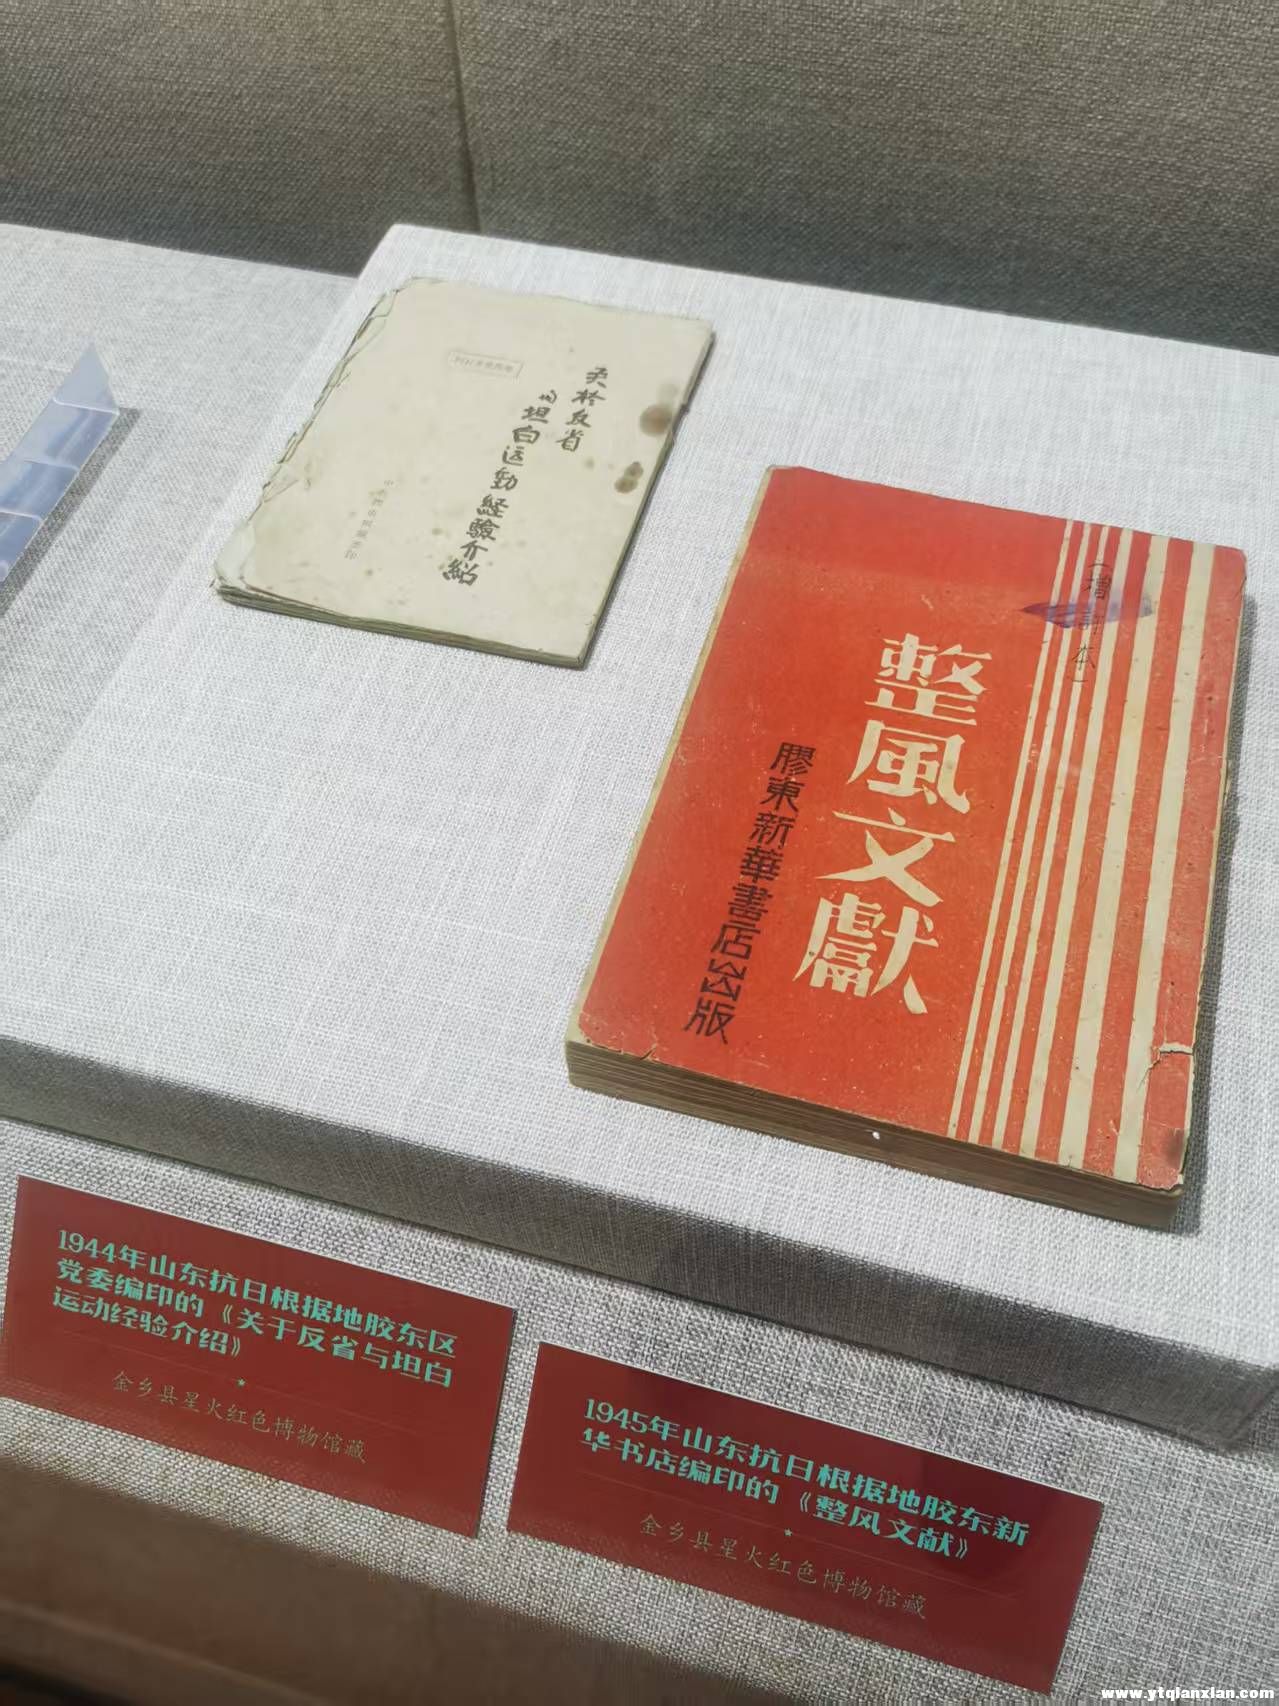 关於反省
与坦白运动経驗介紹
整風文獻
(增訂本)
膠東新華書店出版
1944年山东抗日根据地胶东区
党委编印的《关于反省与坦白
运动经验介绍》
金乡县星火红色博物馆藏
1945年山东抗日根据地胶东新
华书店编印的《整风文献》
金乡县星火红色博物馆藏
www.ytqianxian.com